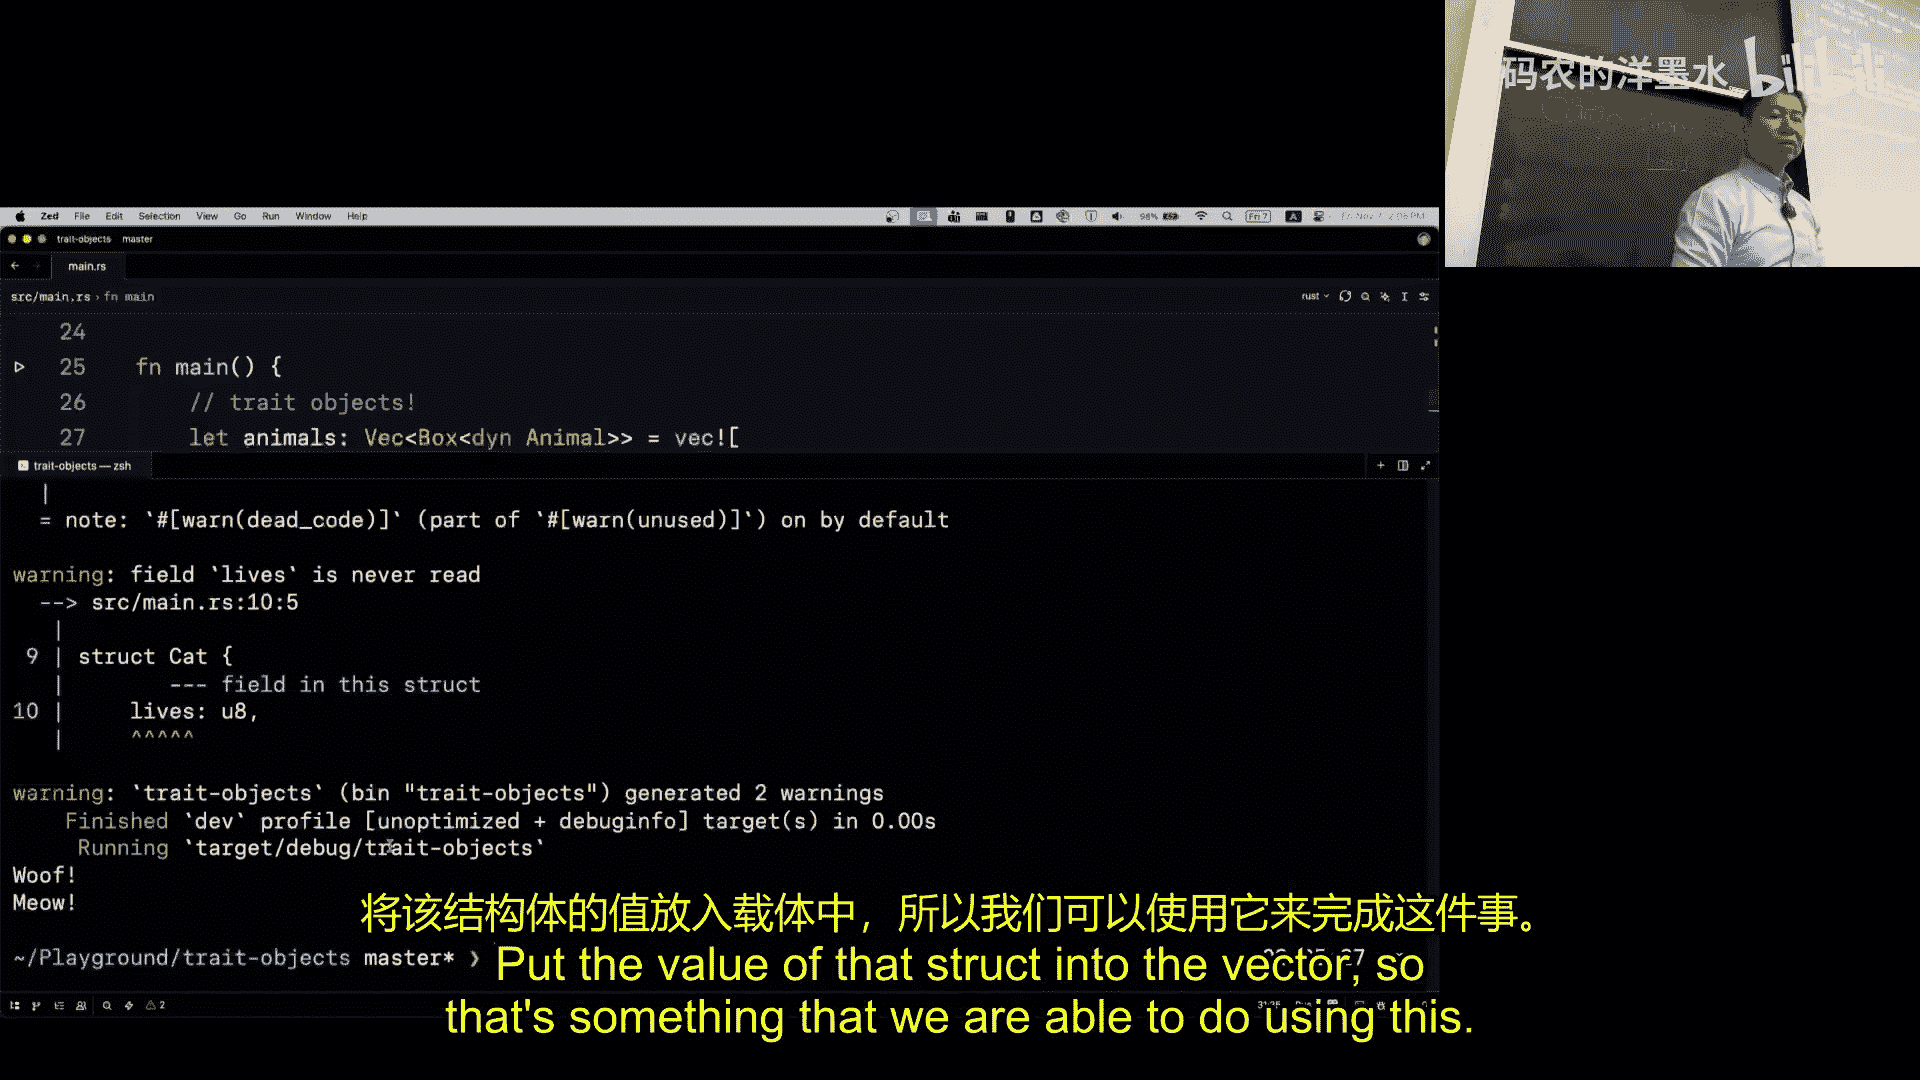 码农的洋墨水 bilibili
Zed File Edit Selection View Go Run Window Help 98% Fri 7 A
trait-objects master
main.rs
src/main.rs › fn main rust
24
25 fn main() {
26 // trait objects!
27 let animals: Vec<Box<dyn Animal>> = vec![
trait-objects — zsh
|
= note: `#[warn(dead_code)]` (part of `#[warn(unused)]`) on by default
warning: field `lives` is never read
--> src/main.rs:10:5
|
9 | struct Cat {
| --- field in this struct
10 | lives: u8,
| ^^^^^
warning: `trait-objects` (bin "trait-objects") generated 2 warnings
Finished `dev` profile [unoptimized + debuginfo] target(s) in 0.00s
Running `target/debug/trait-objects`
Woof!
Meow!
~/Playground/trait-objects master* ❯
2
将该结构体的值放入载体中，所以我们可以使用它来完成这件事。
Put the value of that struct into the vector, so
that's something that we are able to do using this.